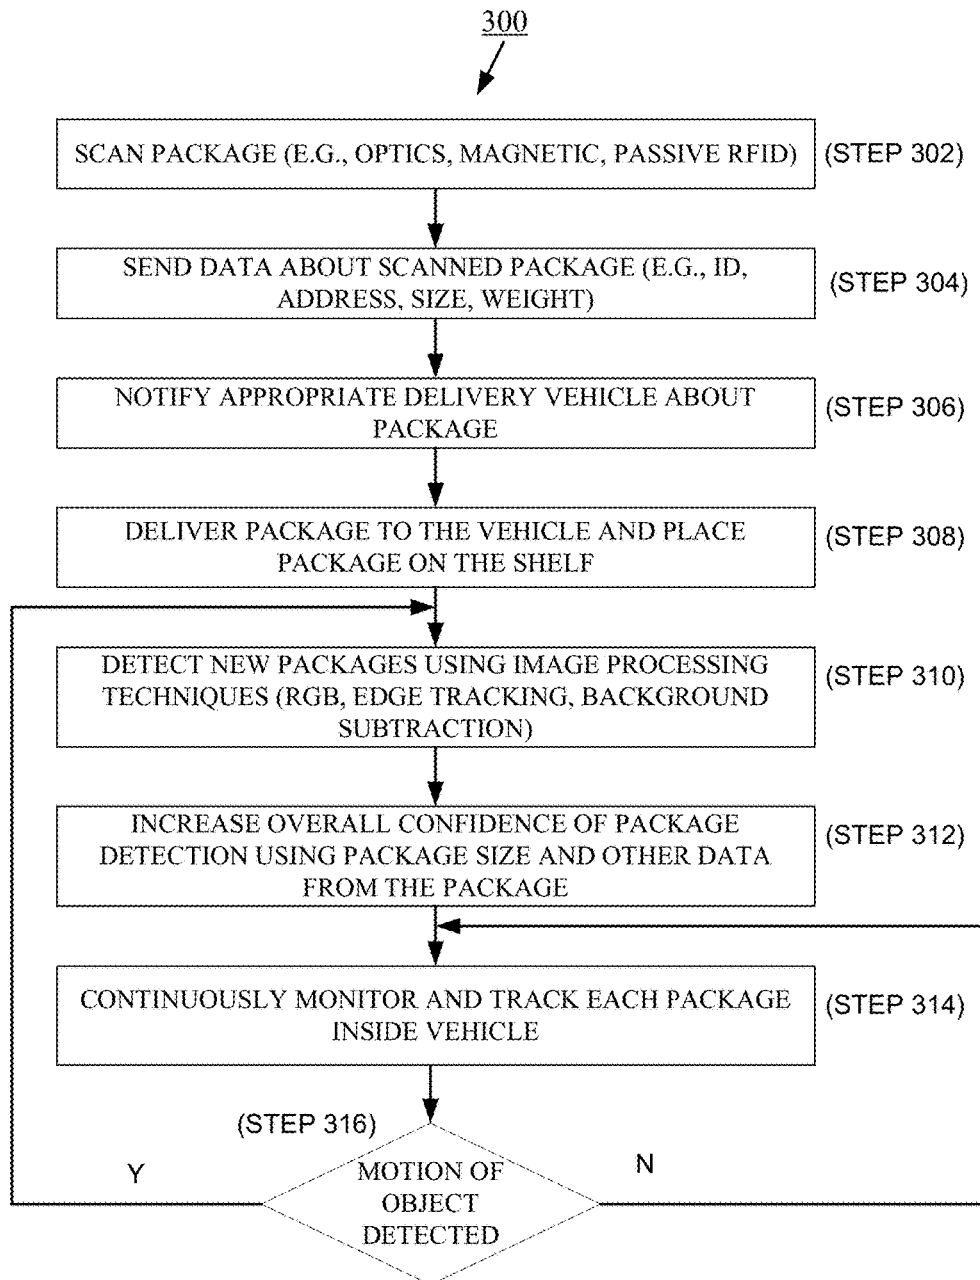 300
SCAN PACKAGE (E.G., OPTICS, MAGNETIC, PASSIVE RFID)
(STEP 302)
SEND DATA ABOUT SCANNED PACKAGE (E.G., ID,
ADDRESS, SIZE, WEIGHT)
(STEP 304)
NOTIFY APPROPRIATE DELIVERY VEHICLE ABOUT
PACKAGE
(STEP 306)
DELIVER PACKAGE TO THE VEHICLE AND PLACE
PACKAGE ON THE SHELF
(STEP 308)
DETECT NEW PACKAGES USING IMAGE PROCESSING
TECHNIQUES (RGB, EDGE TRACKING, BACKGROUND
SUBTRACTION)
(STEP 310)
INCREASE OVERALL CONFIDENCE OF PACKAGE
DETECTION USING PACKAGE SIZE AND OTHER DATA
FROM THE PACKAGE
(STEP 312)
CONTINUOUSLY MONITOR AND TRACK EACH PACKAGE
INSIDE VEHICLE
(STEP 314)
(STEP 316)
Y
MOTION OF
OBJECT
DETECTED
N